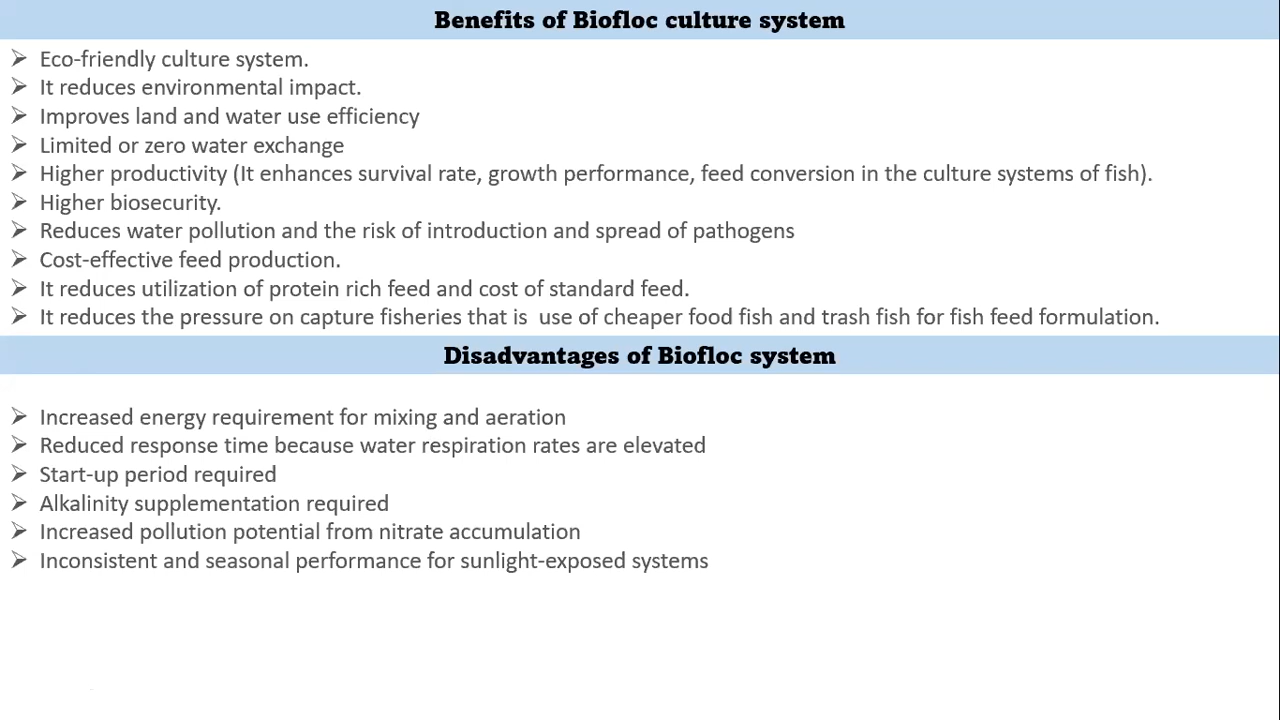 Benefits of Biofloc culture system
➢ Eco-friendly culture system.
➢ It reduces environmental impact.
➢ Improves land and water use efficiency
➢ Limited or zero water exchange
➢ Higher productivity (It enhances survival rate, growth performance, feed conversion in the culture systems of fish).
➢ Higher biosecurity.
➢ Reduces water pollution and the risk of introduction and spread of pathogens
➢ Cost-effective feed production.
➢ It reduces utilization of protein rich feed and cost of standard feed.
➢ It reduces the pressure on capture fisheries that is  use of cheaper food fish and trash fish for fish feed formulation.
Disadvantages of Biofloc system
➢ Increased energy requirement for mixing and aeration
➢ Reduced response time because water respiration rates are elevated
➢ Start-up period required
➢ Alkalinity supplementation required
➢ Increased pollution potential from nitrate accumulation
➢ Inconsistent and seasonal performance for sunlight-exposed systems